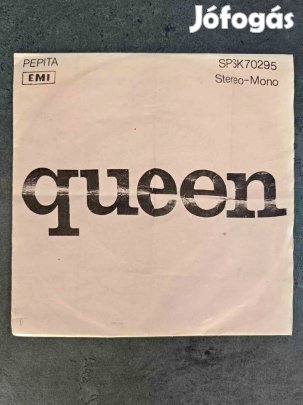 Jófogás
PEPITA
SPSK70295
EMI
Stereo-Mono
queen